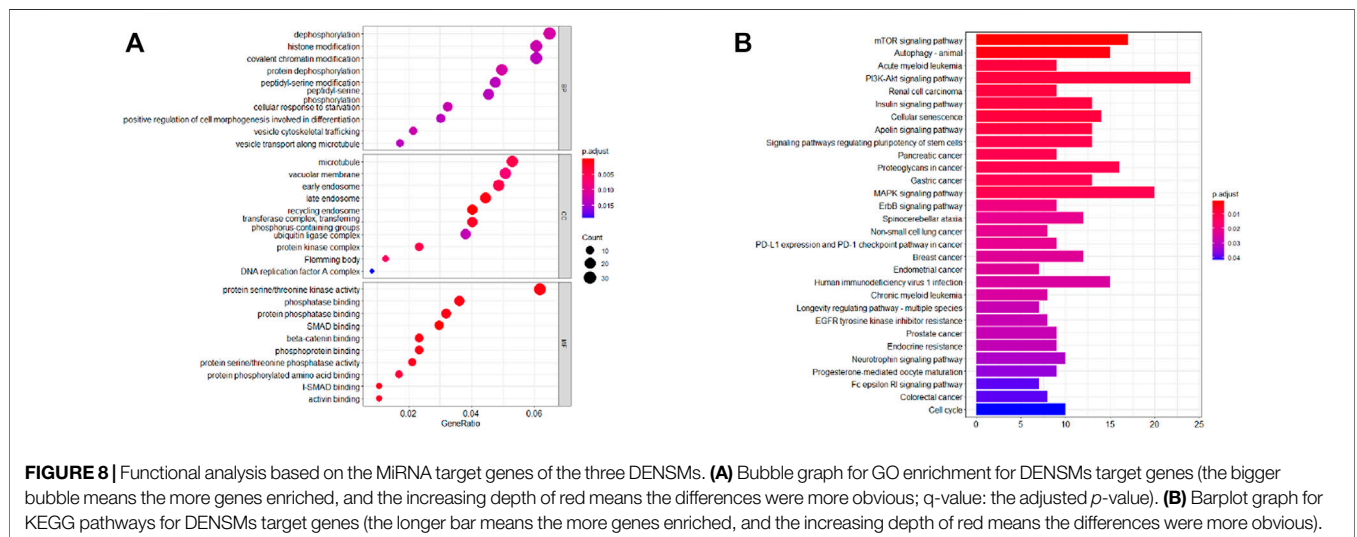 A
dephosphorylation
histone modification
covalent chromatin modification
protein dephosphorylation
peptidyl-serine modification
peptidyl-serine
phosphorylation
cellular response to starvation
positive regulation of cell morphogenesis involved in differentiation
vesicle cytoskeletal trafficking
vesicle transport along microtubule
BP
microtubule
vacuolar membrane
early endosome
late endosome
recycling endosome
transferase complex, transferring
phosphorus-containing groups
ubiquitin ligase complex
protein kinase complex
Flemming body
DNA replication factor A complex
CC
protein serine/threonine kinase activity
phosphatase binding
protein phosphatase binding
SMAD binding
beta-catenin binding
phosphoprotein binding
protein serine/threonine phosphatase activity
protein phosphorylated amino acid binding
I-SMAD binding
activin binding
MF
0.02 0.04 0.06
GeneRatio
p.adjust
0.005
0.010
0.015
Count
10
20
30
B
mTOR signaling pathway
Autophagy - animal
Acute myeloid leukemia
PI3K-Akt signaling pathway
Renal cell carcinoma
Insulin signaling pathway
Cellular senescence
Apelin signaling pathway
Signaling pathways regulating pluripotency of stem cells
Pancreatic cancer
Proteoglycans in cancer
Gastric cancer
MAPK signaling pathway
ErbB signaling pathway
Spinocerebellar ataxia
Non-small cell lung cancer
PD-L1 expression and PD-1 checkpoint pathway in cancer
Breast cancer
Endometrial cancer
Human immunodeficiency virus 1 infection
Chronic myeloid leukemia
Longevity regulating pathway - multiple species
EGFR tyrosine kinase inhibitor resistance
Prostate cancer
Endocrine resistance
Neurotrophin signaling pathway
Progesterone-mediated oocyte maturation
Fc epsilon RI signaling pathway
Colorectal cancer
Cell cycle
0 5 10 15 20 25
p.adjust
0.01
0.02
0.03
0.04
FIGURE 8 | Functional analysis based on the MiRNA target genes of the three DENSMs. (A) Bubble graph for GO enrichment for DENSMs target genes (the bigger
bubble means the more genes enriched, and the increasing depth of red means the differences were more obvious; q-value: the adjusted p-value). (B) Barplot graph for
KEGG pathways for DENSMs target genes (the longer bar means the more genes enriched, and the increasing depth of red means the differences were more obvious).